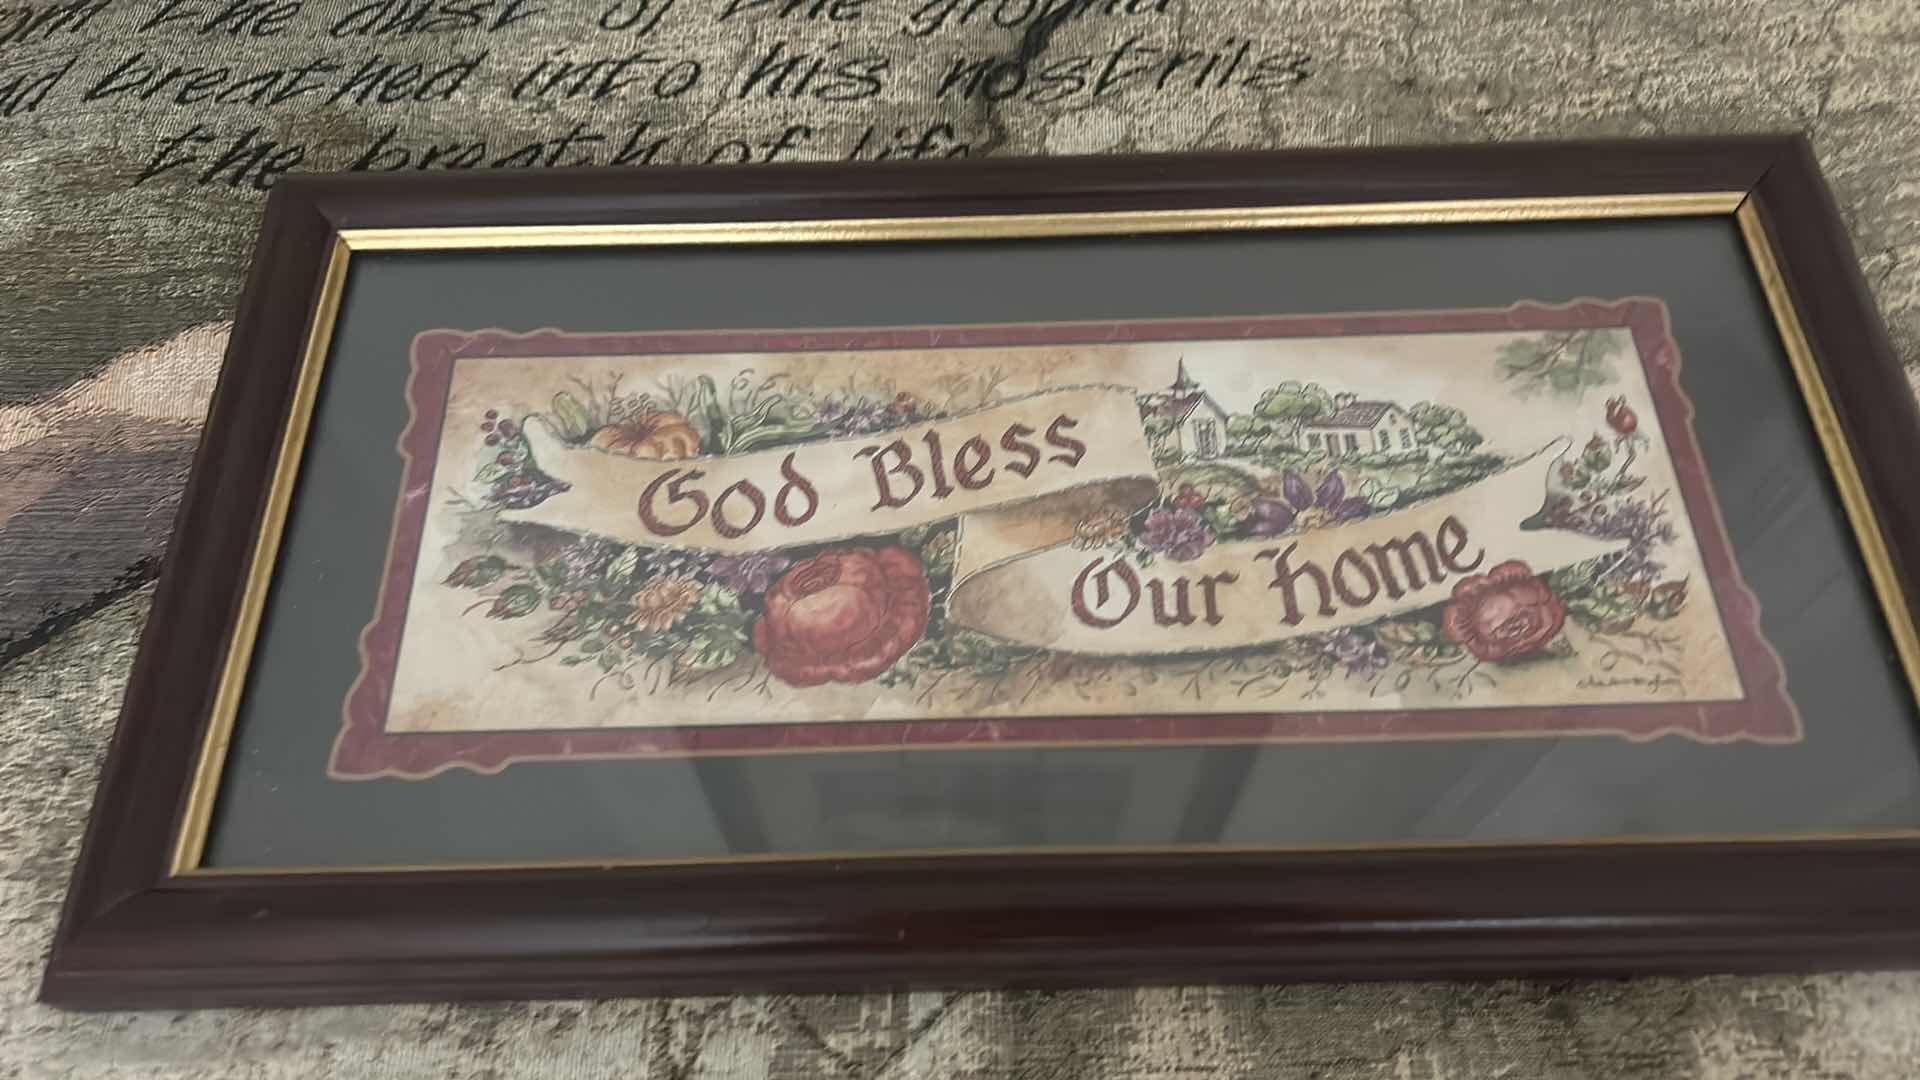 the dust of the ground
breathed into his nostrils
the breath of life
God Bless
Our home